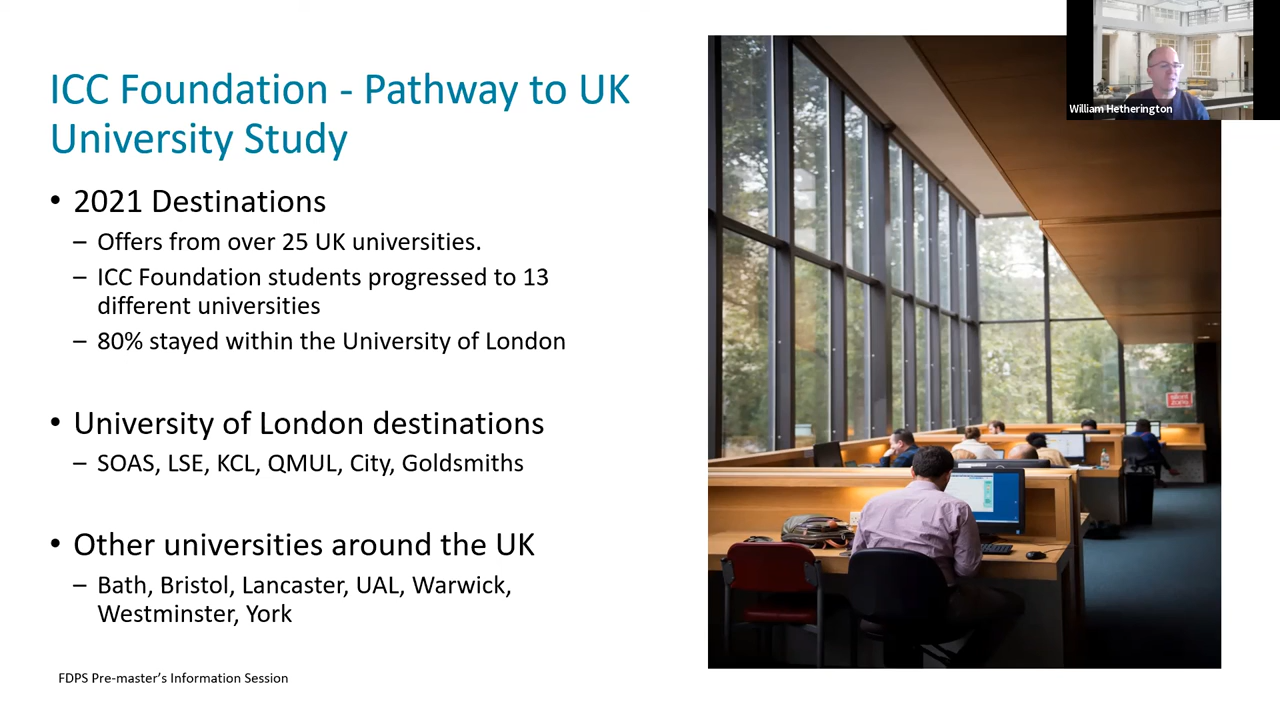 ICC Foundation - Pathway to UK
University Study
• 2021 Destinations
– Offers from over 25 UK universities.
– ICC Foundation students progressed to 13
different universities
– 80% stayed within the University of London
• University of London destinations
– SOAS, LSE, KCL, QMUL, City, Goldsmiths
• Other universities around the UK
– Bath, Bristol, Lancaster, UAL, Warwick,
Westminster, York
FDPS Pre-master's Information Session
William Hetherington
silent
zone